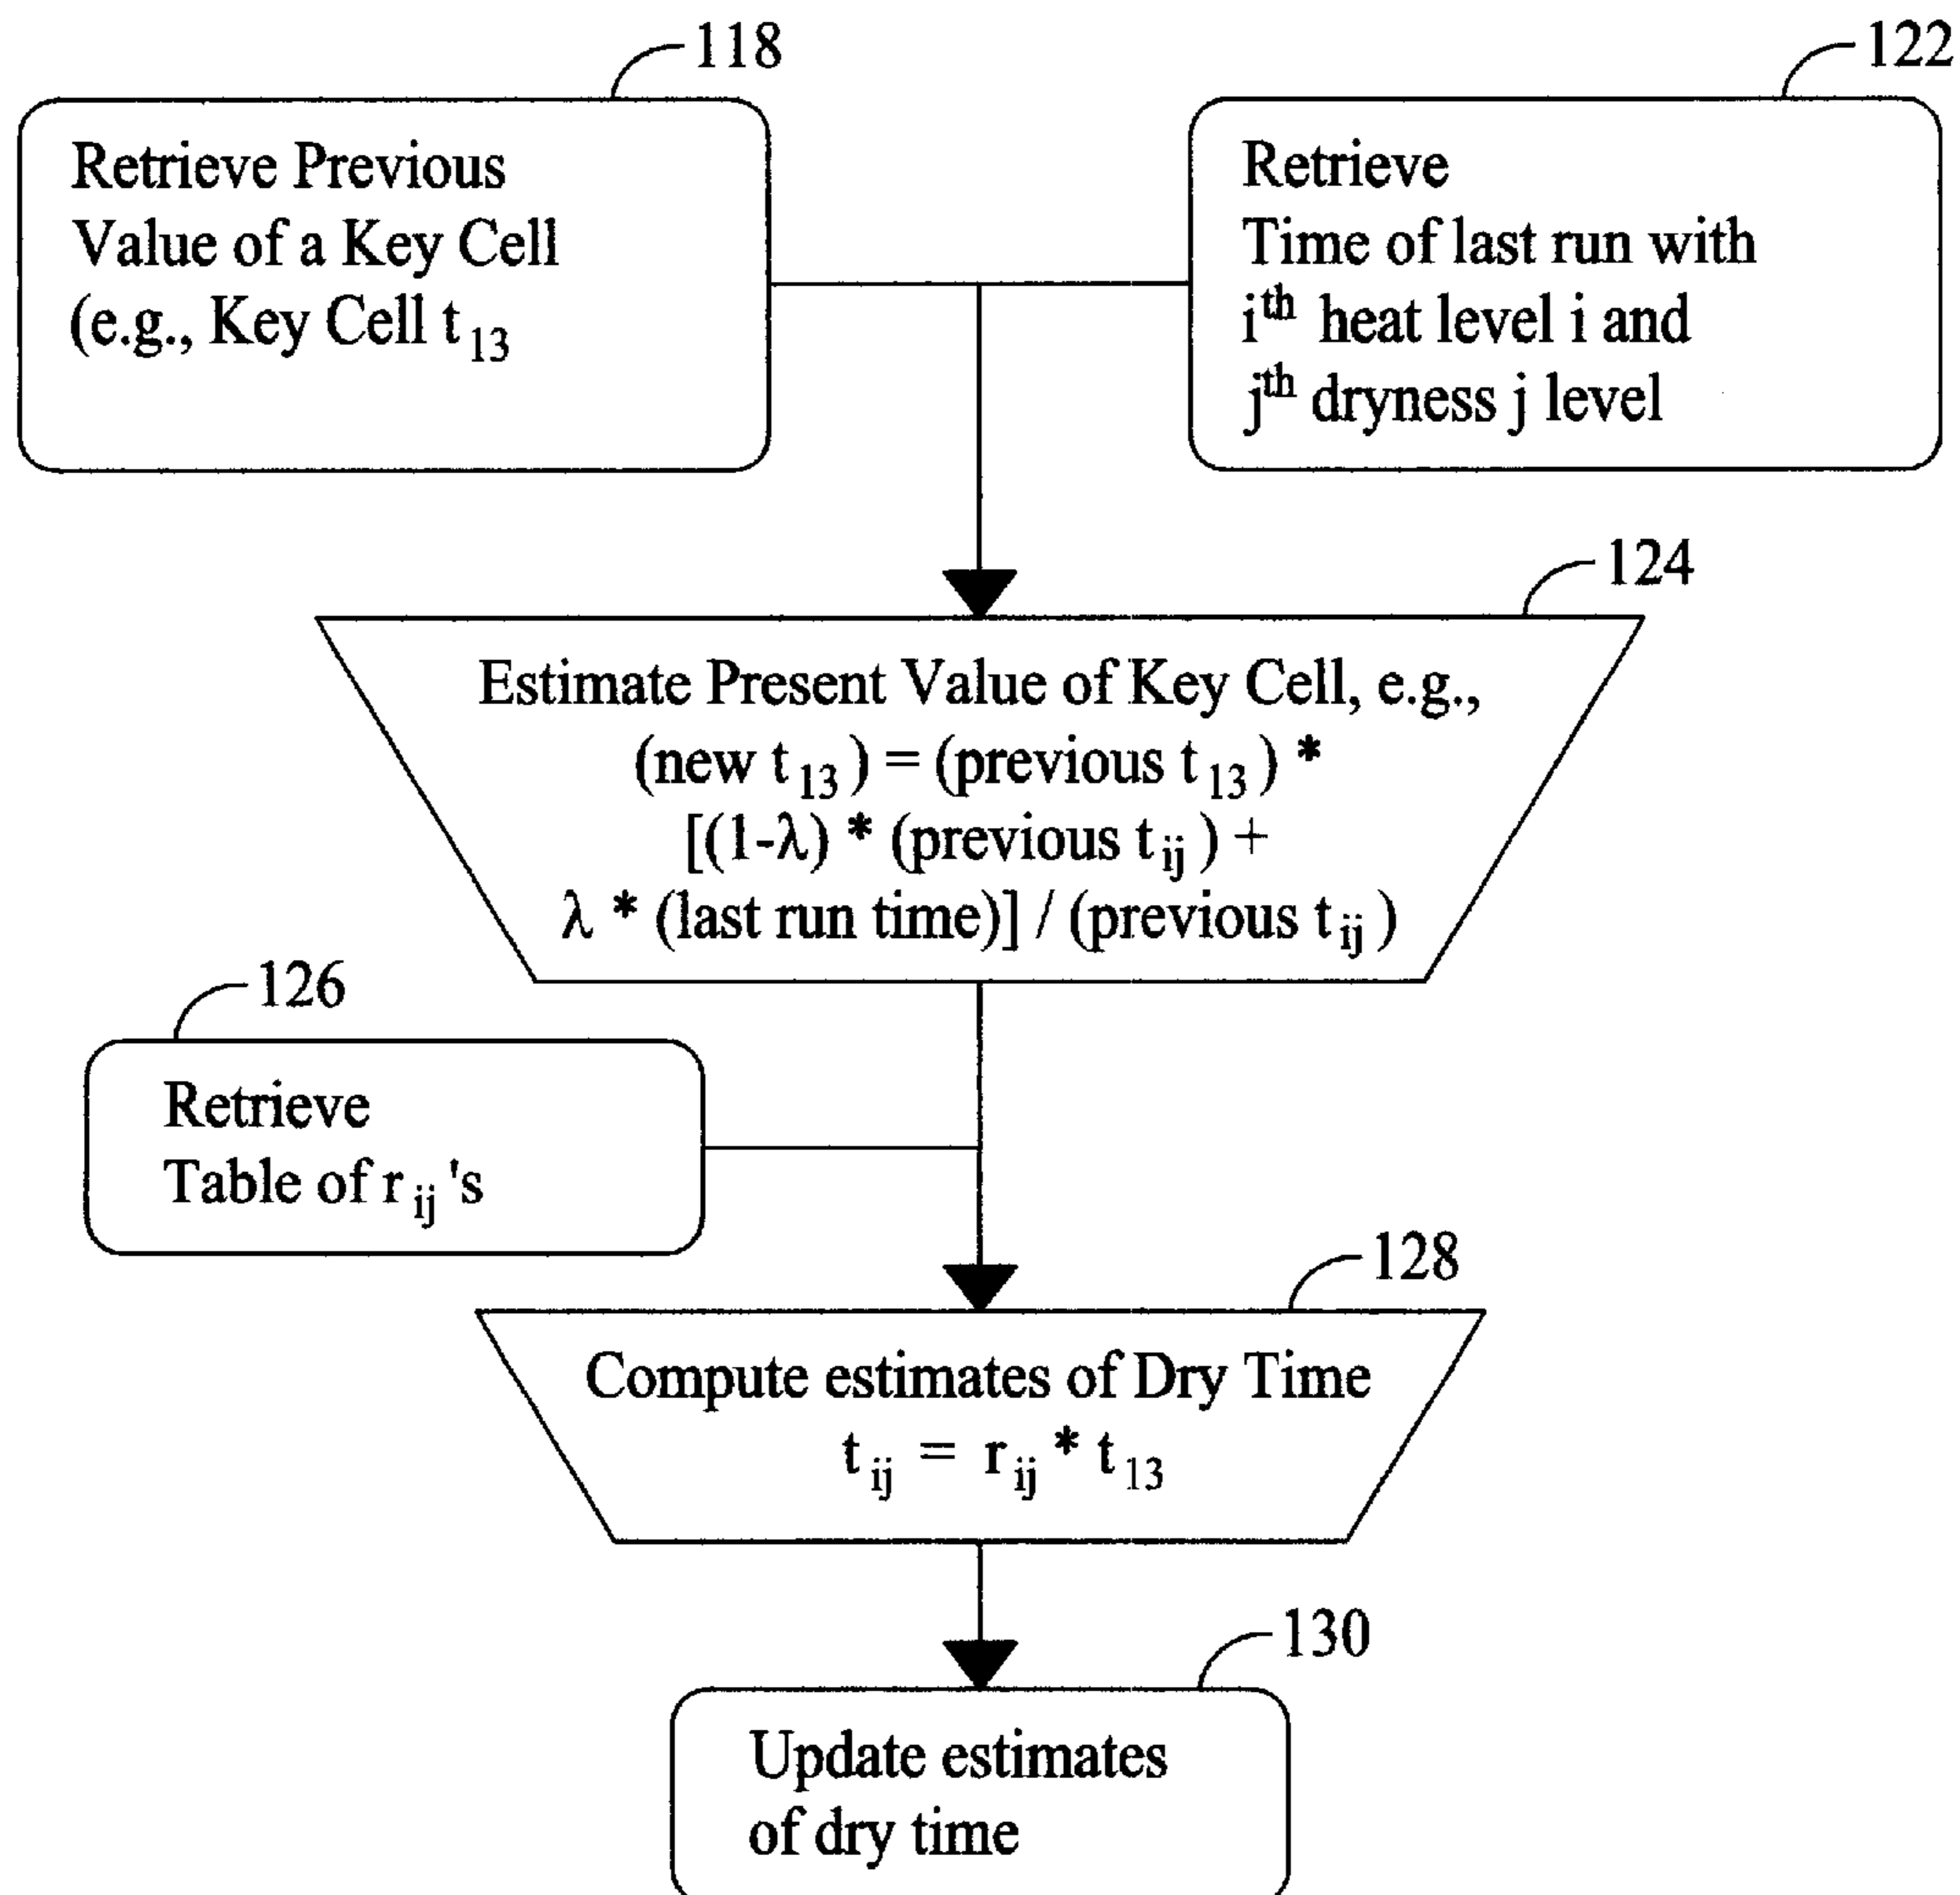 118
Retrieve Previous
Value of a Key Cell
(e.g., Key Cell t13
122
Retrieve
Time of last run with
ith heat level i and
jth dryness j level
124
Estimate Present Value of Key Cell, e.g.,
(new t13) = (previous t13) *
[(1-λ) * (previous tij) +
λ * (last run time)] / (previous tij)
126
Retrieve
Table of rij's
128
Compute estimates of Dry Time
tij = rij * t13
130
Update estimates
of dry time